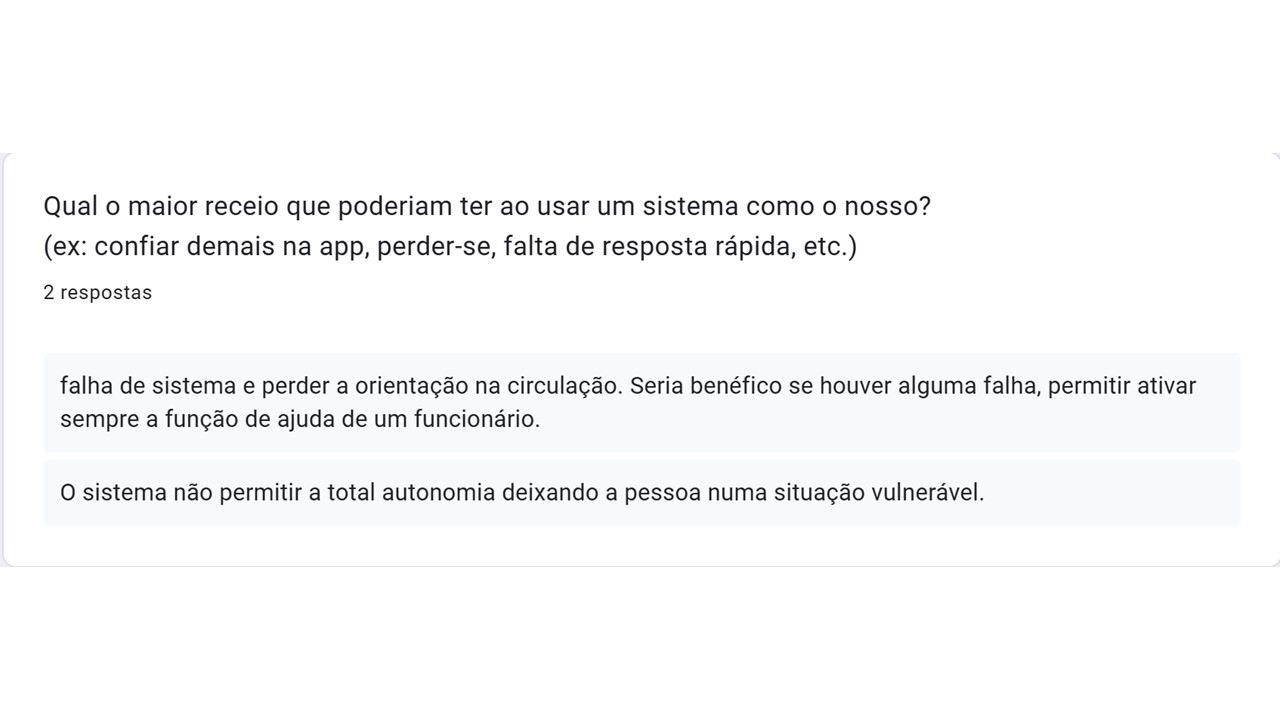 Qual o maior receio que poderiam ter ao usar um sistema como o nosso?
(ex: confiar demais na app, perder-se, falta de resposta rápida, etc.)
2 respostas
falha de sistema e perder a orientação na circulação. Seria benéfico se houver alguma falha, permitir ativar
sempre a função de ajuda de um funcionário.
O sistema não permitir a total autonomia deixando a pessoa numa situação vulnerável.